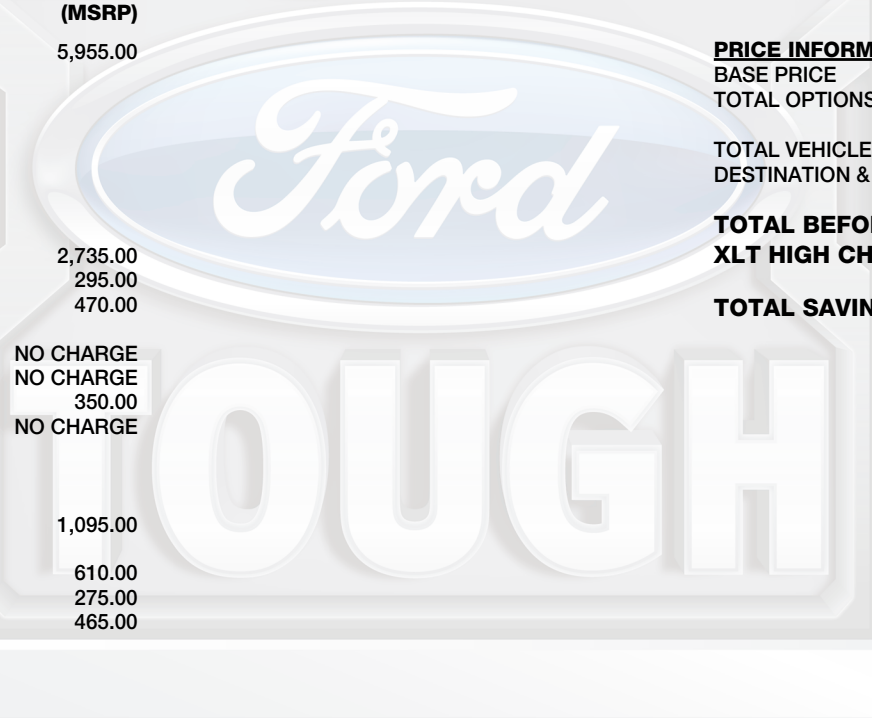 (MSRP)
5,955.00
2,735.00
295.00
470.00
NO CHARGE
NO CHARGE
350.00
NO CHARGE
1,095.00
610.00
275.00
465.00
PRICE INFORM
BASE PRICE
TOTAL OPTIONS
TOTAL VEHICLE
DESTINATION &
TOTAL BEFO
XLT HIGH CH
TOTAL SAVIN
Ford
TOUGH